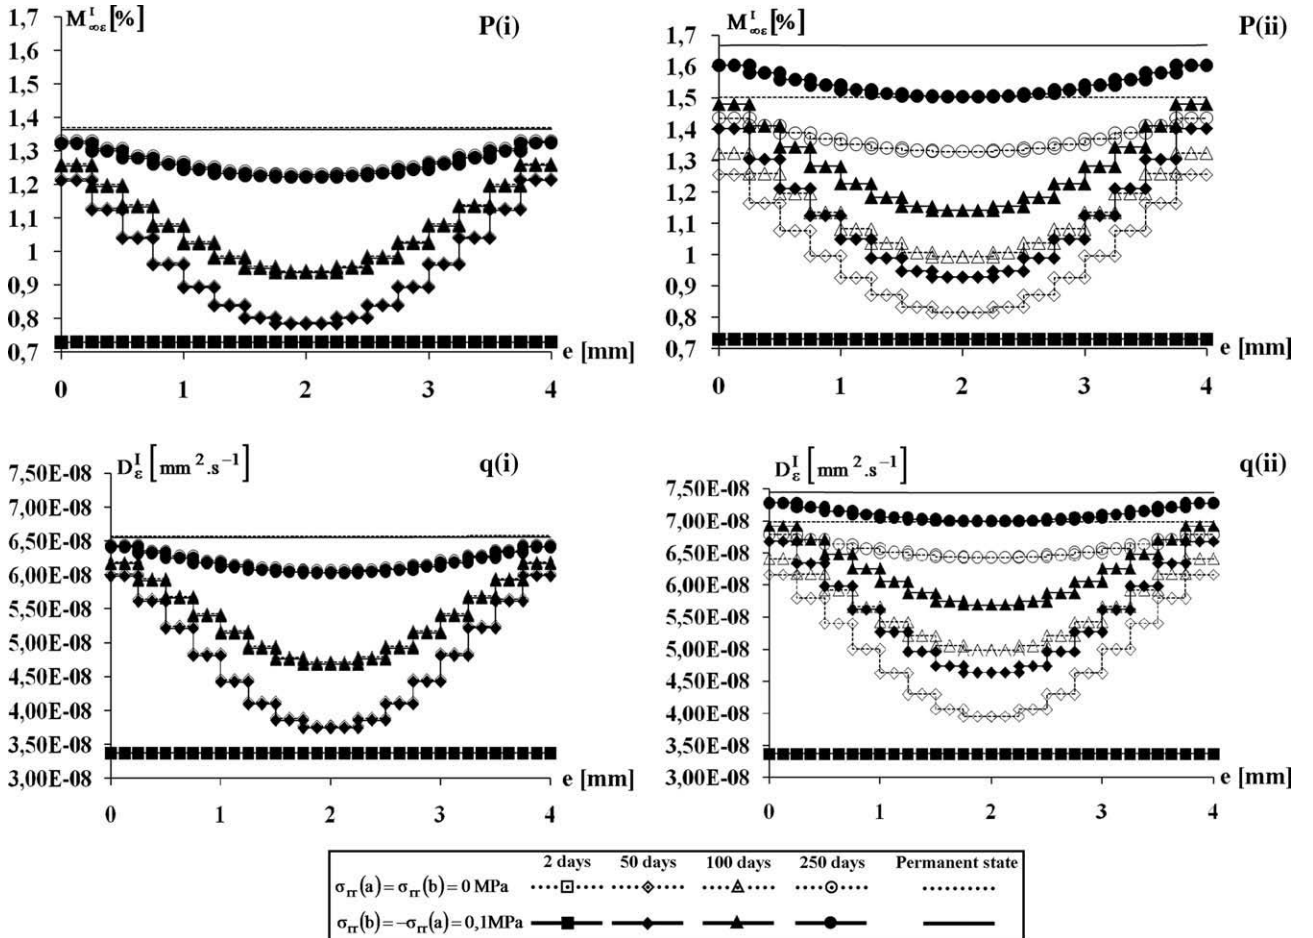 M∞ε^I [%] P(i)
1,7
1,6
1,5
1,4
1,3
1,2
1,1
1
0,9
0,8
0,7
e [mm]
0 1 2 3 4
M∞ε^I [%] P(ii)
1,7
1,6
1,5
1,4
1,3
1,2
1,1
1
0,9
0,8
0,7
e [mm]
0 1 2 3 4
D_ε^I [mm².s⁻¹] q(i)
7,50E-08
7,00E-08
6,50E-08
6,00E-08
5,50E-08
5,00E-08
4,50E-08
4,00E-08
3,50E-08
3,00E-08
e [mm]
0 1 2 3 4
D_ε^I [mm².s⁻¹] q(ii)
7,50E-08
7,00E-08
6,50E-08
6,00E-08
5,50E-08
5,00E-08
4,50E-08
4,00E-08
3,50E-08
3,00E-08
e [mm]
0 1 2 3 4
2 days 50 days 100 days 250 days Permanent state
σrr(a)=σrr(b)=0 MPa
σrr(b)=−σrr(a)=0,1MPa